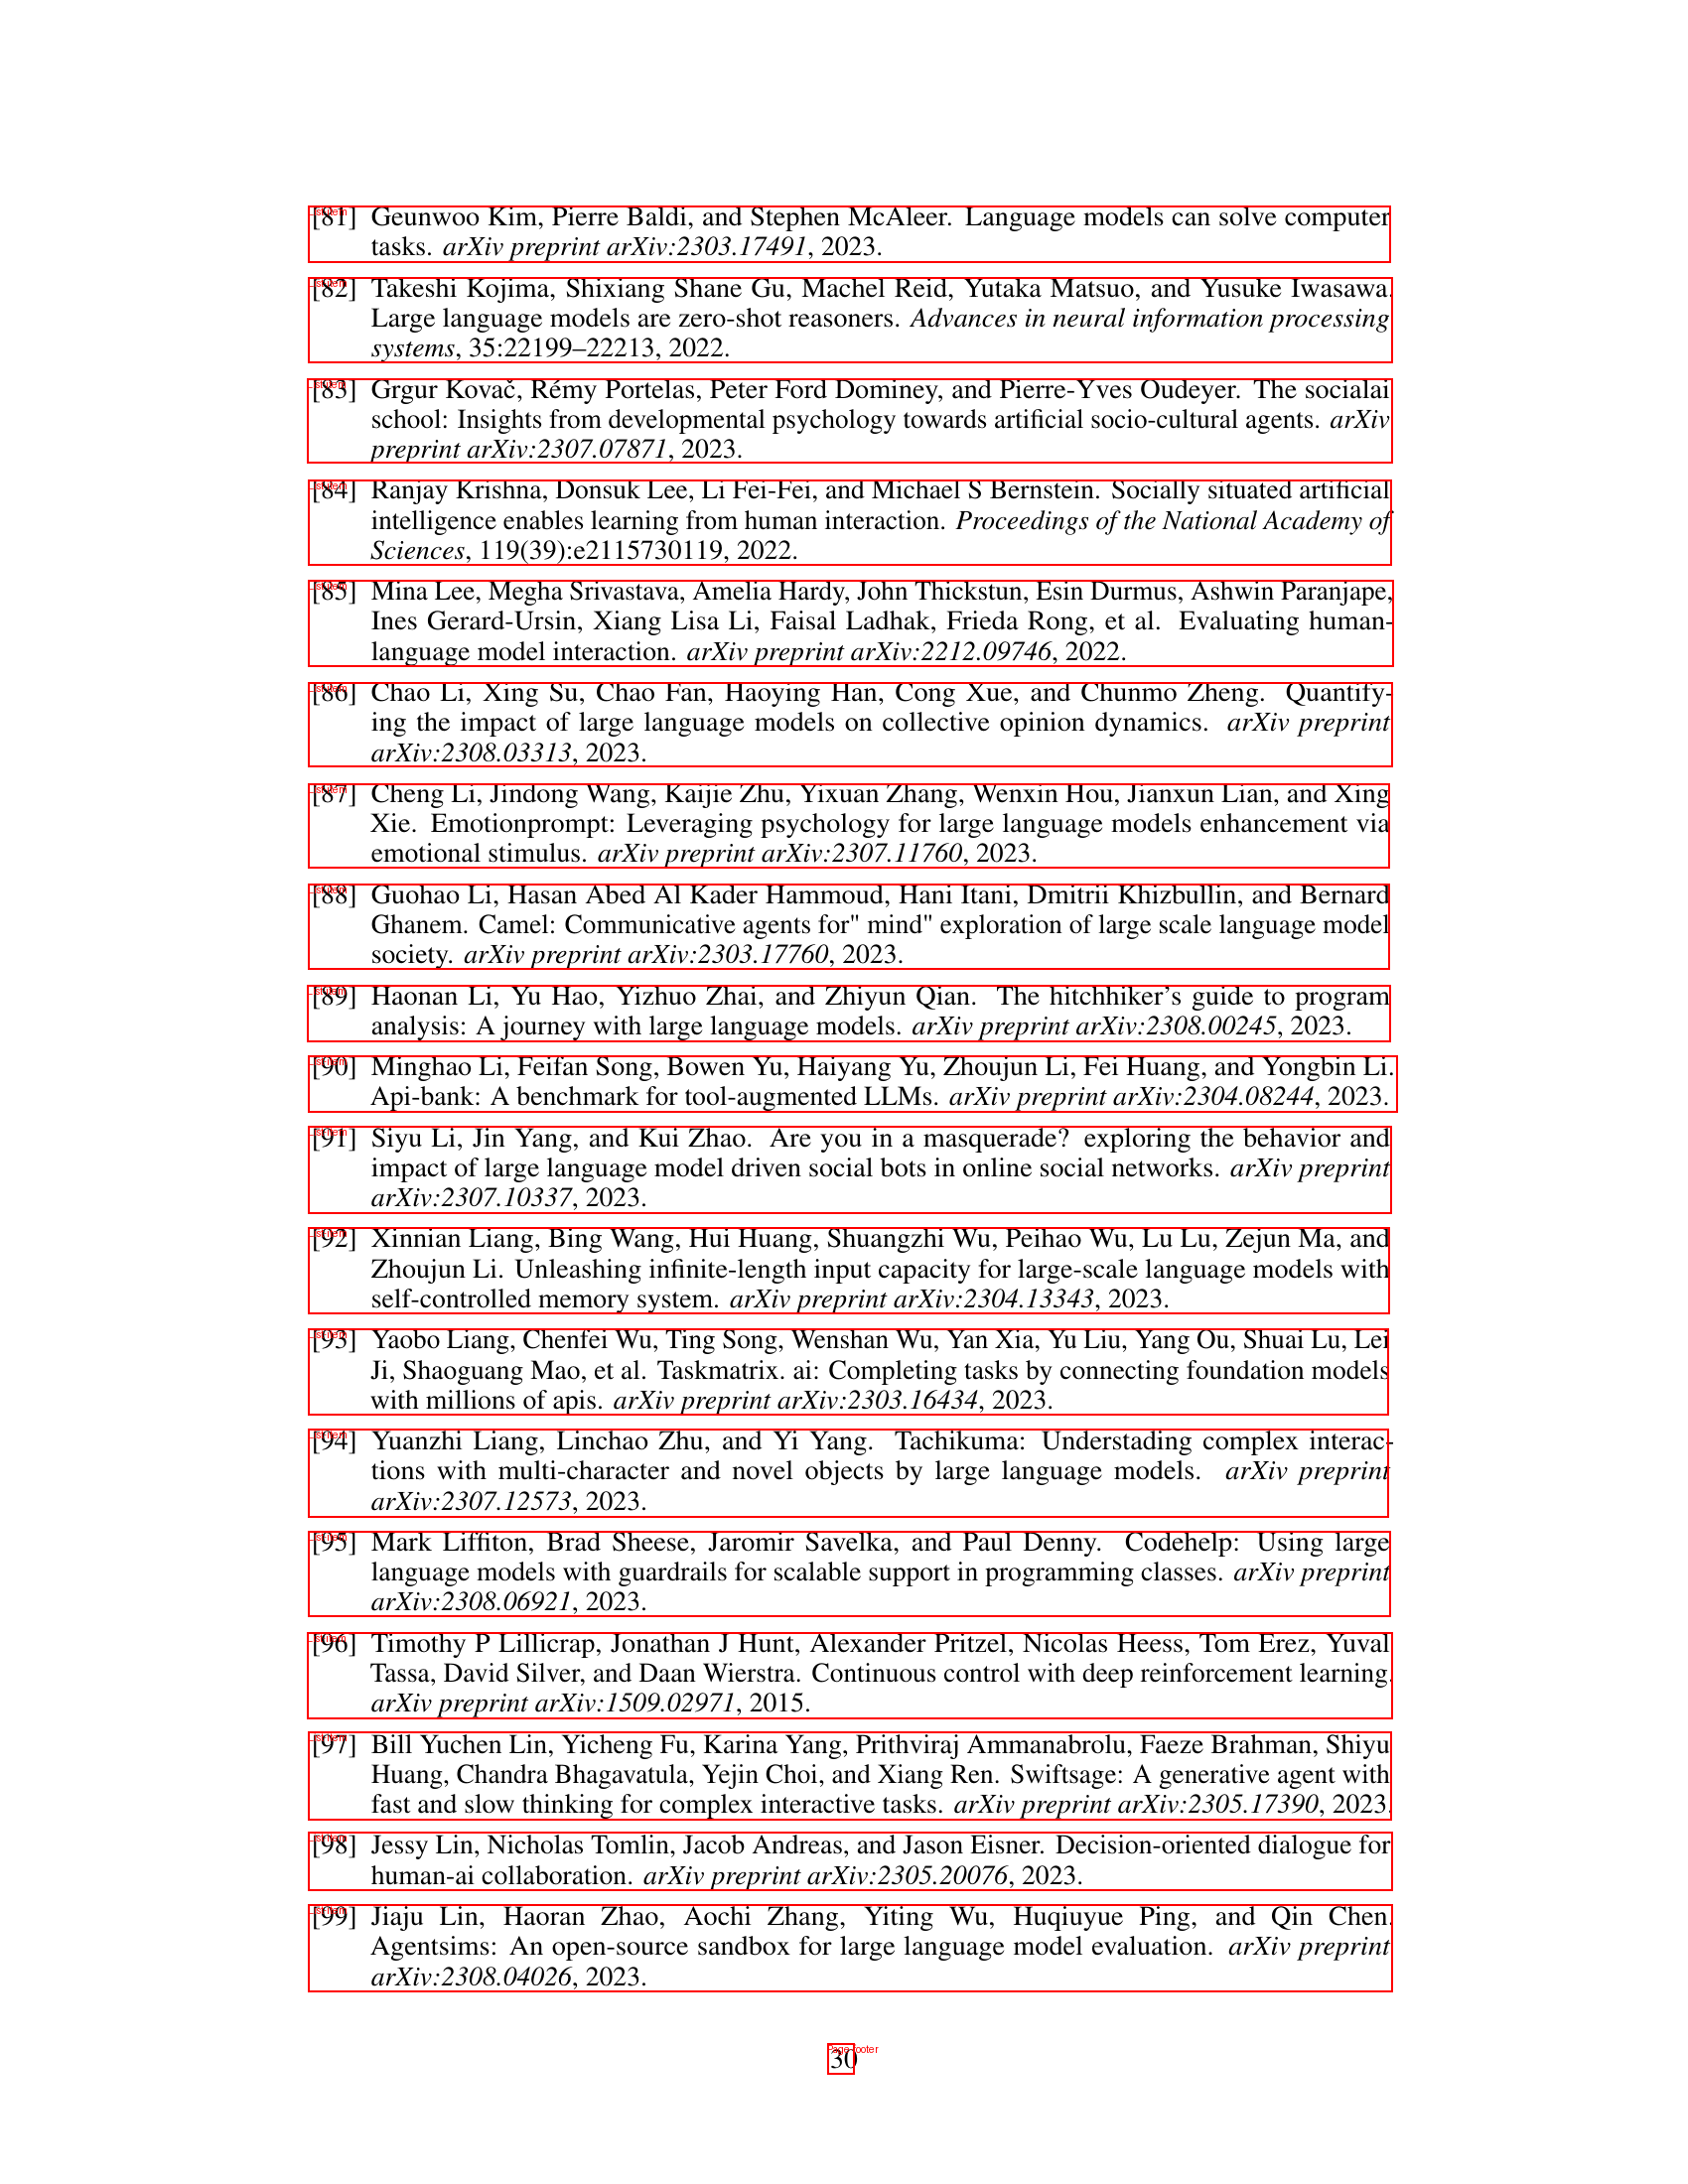 [81] Geunwoo Kim, Pierre Baldi, and Stephen McAleer. Language models can solve computer
tasks. arXiv preprint arXiv:2303.17491, 2023.
[82] Takeshi Kojima, Shixiang Shane Gu, Machel Reid, Yutaka Matsuo, and Yusuke Iwasawa.
Large language models are zero-shot reasoners. Advances in neural information processing
systems, 35:22199–22213, 2022.
[83] Grgur Kovač, Rémy Portelas, Peter Ford Dominey, and Pierre-Yves Oudeyer. The socialai
school: Insights from developmental psychology towards artificial socio-cultural agents. arXiv
preprint arXiv:2307.07871, 2023.
[84] Ranjay Krishna, Donsuk Lee, Li Fei-Fei, and Michael S Bernstein. Socially situated artificial
intelligence enables learning from human interaction. Proceedings of the National Academy of
Sciences, 119(39):e2115730119, 2022.
[85] Mina Lee, Megha Srivastava, Amelia Hardy, John Thickstun, Esin Durmus, Ashwin Paranjape,
Ines Gerard-Ursin, Xiang Lisa Li, Faisal Ladhak, Frieda Rong, et al. Evaluating human-
language model interaction. arXiv preprint arXiv:2212.09746, 2022.
[86] Chao Li, Xing Su, Chao Fan, Haoying Han, Cong Xue, and Chunmo Zheng. Quantify-
ing the impact of large language models on collective opinion dynamics. arXiv preprint
arXiv:2308.03313, 2023.
[87] Cheng Li, Jindong Wang, Kaijie Zhu, Yixuan Zhang, Wenxin Hou, Jianxun Lian, and Xing
Xie. Emotionprompt: Leveraging psychology for large language models enhancement via
emotional stimulus. arXiv preprint arXiv:2307.11760, 2023.
[88] Guohao Li, Hasan Abed Al Kader Hammoud, Hani Itani, Dmitrii Khizbullin, and Bernard
Ghanem. Camel: Communicative agents for" mind" exploration of large scale language model
society. arXiv preprint arXiv:2303.17760, 2023.
[89] Haonan Li, Yu Hao, Yizhuo Zhai, and Zhiyun Qian. The hitchhiker's guide to program
analysis: A journey with large language models. arXiv preprint arXiv:2308.00245, 2023.
[90] Minghao Li, Feifan Song, Bowen Yu, Haiyang Yu, Zhoujun Li, Fei Huang, and Yongbin Li.
Api-bank: A benchmark for tool-augmented LLMs. arXiv preprint arXiv:2304.08244, 2023.
[91] Siyu Li, Jin Yang, and Kui Zhao. Are you in a masquerade? exploring the behavior and
impact of large language model driven social bots in online social networks. arXiv preprint
arXiv:2307.10337, 2023.
[92] Xinnian Liang, Bing Wang, Hui Huang, Shuangzhi Wu, Peihao Wu, Lu Lu, Zejun Ma, and
Zhoujun Li. Unleashing infinite-length input capacity for large-scale language models with
self-controlled memory system. arXiv preprint arXiv:2304.13343, 2023.
[93] Yaobo Liang, Chenfei Wu, Ting Song, Wenshan Wu, Yan Xia, Yu Liu, Yang Ou, Shuai Lu, Lei
Ji, Shaoguang Mao, et al. Taskmatrix. ai: Completing tasks by connecting foundation models
with millions of apis. arXiv preprint arXiv:2303.16434, 2023.
[94] Yuanzhi Liang, Linchao Zhu, and Yi Yang. Tachikuma: Understading complex interac-
tions with multi-character and novel objects by large language models. arXiv preprint
arXiv:2307.12573, 2023.
[95] Mark Liffiton, Brad Sheese, Jaromir Savelka, and Paul Denny. Codehelp: Using large
language models with guardrails for scalable support in programming classes. arXiv preprint
arXiv:2308.06921, 2023.
[96] Timothy P Lillicrap, Jonathan J Hunt, Alexander Pritzel, Nicolas Heess, Tom Erez, Yuval
Tassa, David Silver, and Daan Wierstra. Continuous control with deep reinforcement learning.
arXiv preprint arXiv:1509.02971, 2015.
[97] Bill Yuchen Lin, Yicheng Fu, Karina Yang, Prithviraj Ammanabrolu, Faeze Brahman, Shiyu
Huang, Chandra Bhagavatula, Yejin Choi, and Xiang Ren. Swiftsage: A generative agent with
fast and slow thinking for complex interactive tasks. arXiv preprint arXiv:2305.17390, 2023.
[98] Jessy Lin, Nicholas Tomlin, Jacob Andreas, and Jason Eisner. Decision-oriented dialogue for
human-ai collaboration. arXiv preprint arXiv:2305.20076, 2023.
[99] Jiaju Lin, Haoran Zhao, Aochi Zhang, Yiting Wu, Huqiuyue Ping, and Qin Chen.
Agentsims: An open-source sandbox for large language model evaluation. arXiv preprint
arXiv:2308.04026, 2023.
Page-footer
30